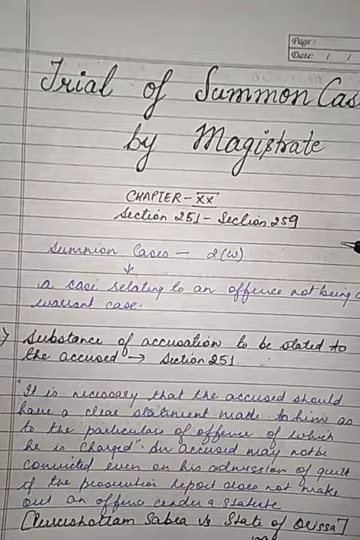 Page:
Date: / /
Trial of Summon Cas
by Magistrate
CHAPTER - XX
Section 251 - Section 259
Summon Cases - 2(w)
a case relating to an offence not being a
warrant case.
Substance of accusation to be stated to
the accused → Section 251
"It is necessary that the accused should
have a clear statement made to him as
to the particulars of offense of which
he is charged". An accused may not be
convicted even on his admission of guilt
if the prosecution report does not make
out an offence under a statute
[Purushottam Sabra Vs State of Orissa]